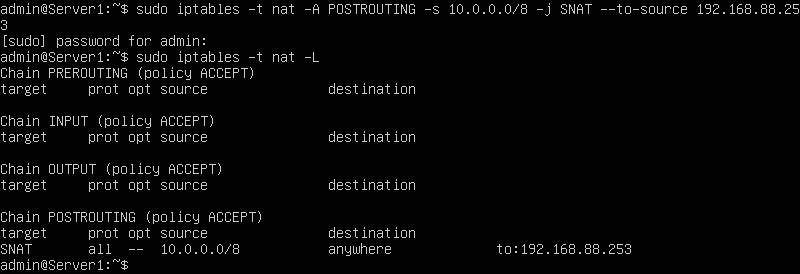 admin@Server1:~$ sudo iptables -t nat -A POSTROUTING -s 10.0.0.0/8 -j SNAT --to-source 192.168.88.25
3
[sudo] password for admin:
admin@Server1:~$ sudo iptables -t nat -L
Chain PREROUTING (policy ACCEPT)
target     prot opt source               destination

Chain INPUT (policy ACCEPT)
target     prot opt source               destination

Chain OUTPUT (policy ACCEPT)
target     prot opt source               destination

Chain POSTROUTING (policy ACCEPT)
target     prot opt source               destination
SNAT       all  --  10.0.0.0/8           anywhere             to:192.168.88.253
admin@Server1:~$